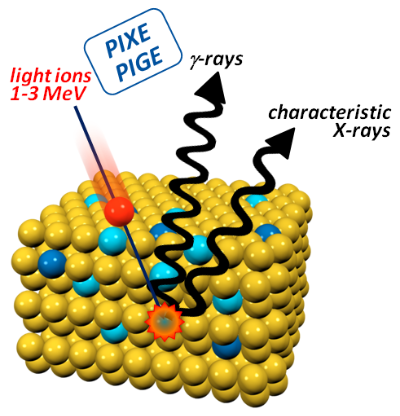 PIXE
PIGE
γ-rays
light ions
1-3 MeV
characteristic
X-rays